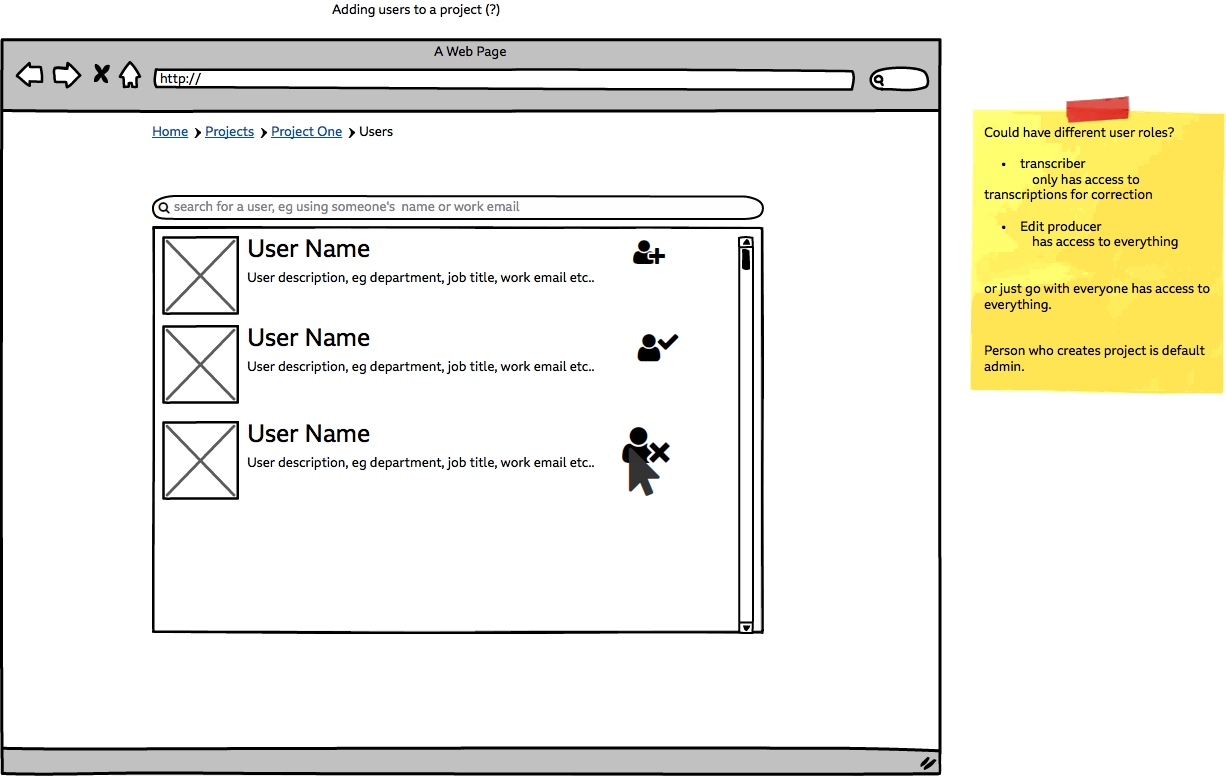 Adding users to a project (?)
A Web Page
http://
Home Projects Project One Users
search for a user, eg using someone's  name or work email
User Name
User description, eg department, job title, work email etc..
User Name
User description, eg department, job title, work email etc..
User Name
User description, eg department, job title, work email etc..
Could have different user roles?
• transcriber
only has access to
transcriptions for correction
• Edit producer
has access to everything
or just go with everyone has access to
everything.
Person who creates project is default
admin.